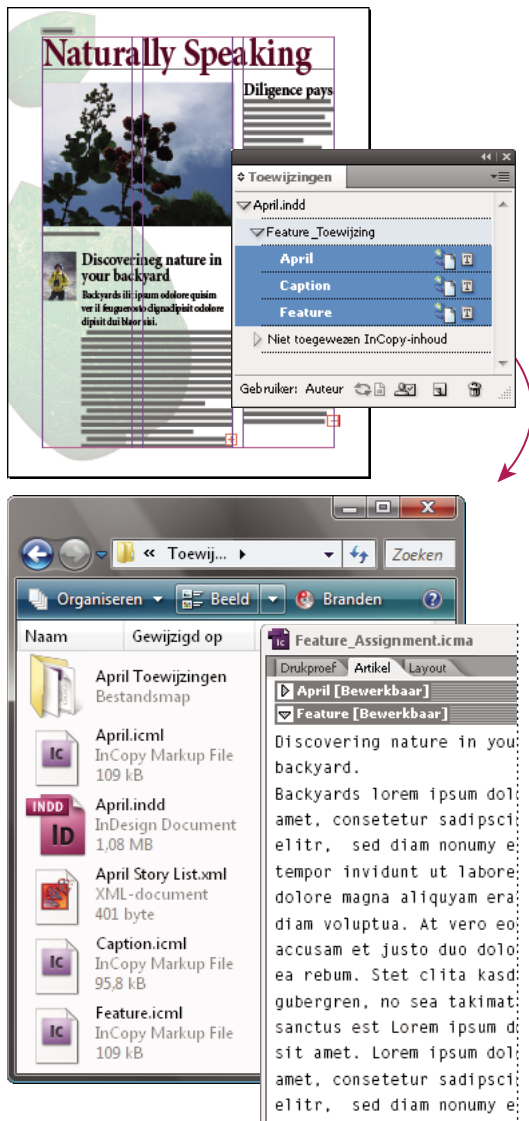 Naturally Speaking
Diligence pays
Discoverineg nature in
your backyard
Backyards ilit ipsum odolore quisim
ver il feuguerosto dignadipisit odolore
dipisit dui blaor sisi.
Toewijzingen
April.indd
Feature_Toewijzing
April
Caption
Feature
Niet toegewezen InCopy-inhoud
Gebruiker: Auteur
« Toewij...
Zoeken
Organiseren
Beeld
Branden
Naam
Gewijzigd op
April Toewijzingen
Bestandsmap
April.icml
InCopy Markup File
109 kB
INDD
April.indd
InDesign Document
1,08 MB
April Story List.xml
XML-document
401 byte
Caption.icml
InCopy Markup File
95,8 kB
Feature.icml
InCopy Markup File
109 kB
Feature_Assignment.icma
Drukproef Artikel Layout
April [Bewerkbaar]
Feature [Bewerkbaar]
Discovering nature in you
backyard.
Backyards lorem ipsum dol
amet, consetetur sadipsci
elitr, sed diam nonumy e
tempor invidunt ut labore
dolore magna aliquyam era
diam voluptua. At vero eo
accusam et justo duo dolo
ea rebum. Stet clita kasd
gubergren, no sea takimat
sanctus est Lorem ipsum d
sit amet. Lorem ipsum dol
amet, consetetur sadipsci
elitr, sed diam nonumy e